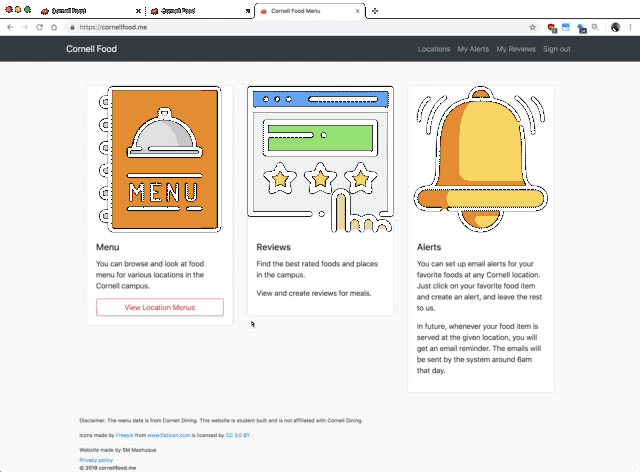 Cornell Food
Cornell Food
Cornell Food Menu
https://cornellfood.me
Cornell Food
Locations
My Alerts
My Reviews
Sign out
MENU
Menu
You can browse and look at food
menu for various locations in the
Cornell campus.
View Location Menus
Reviews
Find the best rated foods and places
in the campus.
View and create reviews for meals.
Alerts
You can set up email alerts for your
favorite foods at any Cornell location.
Just click on your favorite food item
and create an alert, and leave the rest
to us.
In future, whenever your food item is
served at the given location, you will
get an email reminder. The emails will
be sent by the system around 6am
that day.
Disclaimer. The menu data is from Cornell Dining. This website is student built and is not affiliated with Cornell Dining.
Icons made by Freepik from www.flaticon.com is licensed by CC 3.0 BY
Website made by SM Mashuque
Privacy policy
© 2019 cornellfood.me